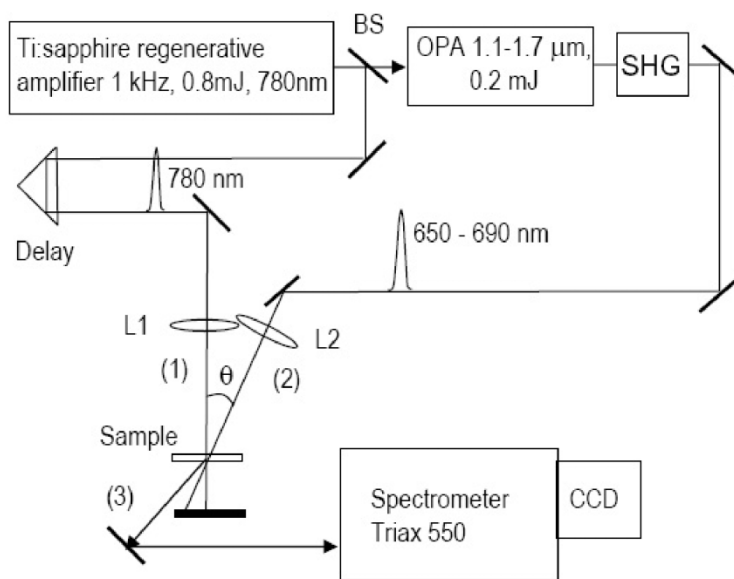 BS
Ti:sapphire regenerative
amplifier 1 kHz, 0.8mJ, 780nm
OPA 1.1-1.7 μm,
0.2 mJ
SHG
780 nm
Delay
650 - 690 nm
L1
L2
(1)
θ
(2)
Sample
(3)
Spectrometer
Triax 550
CCD